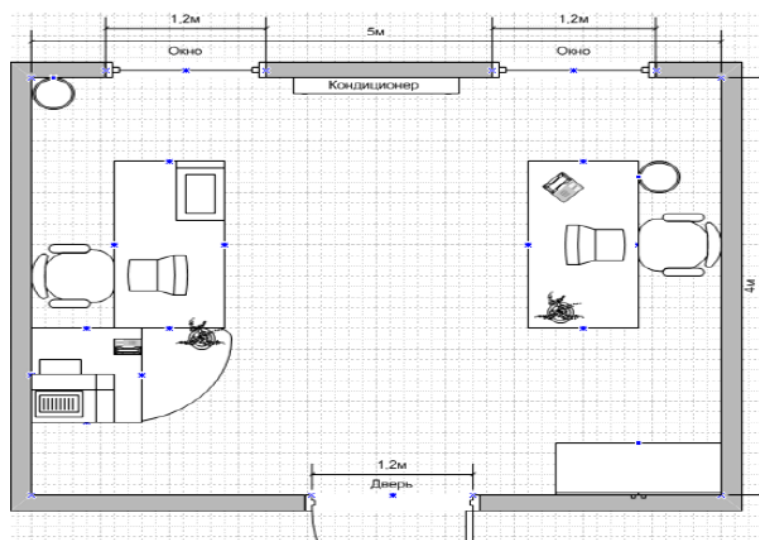 1,2м
1,2м
5м
Окно
Окно
Кондиционер
4м
1,2м
Дверь